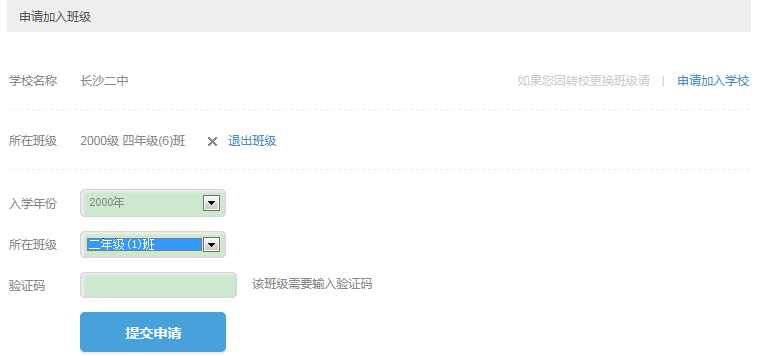 申请加入班级
学校名称 长沙二中 如果您因转校更换班级请 | 申请加入学校
所在班级 2000级 四年级(6)班 × 退出班级
入学年份 2000年
所在班级 二年级(1)班
验证码 该班级需要输入验证码
提交申请